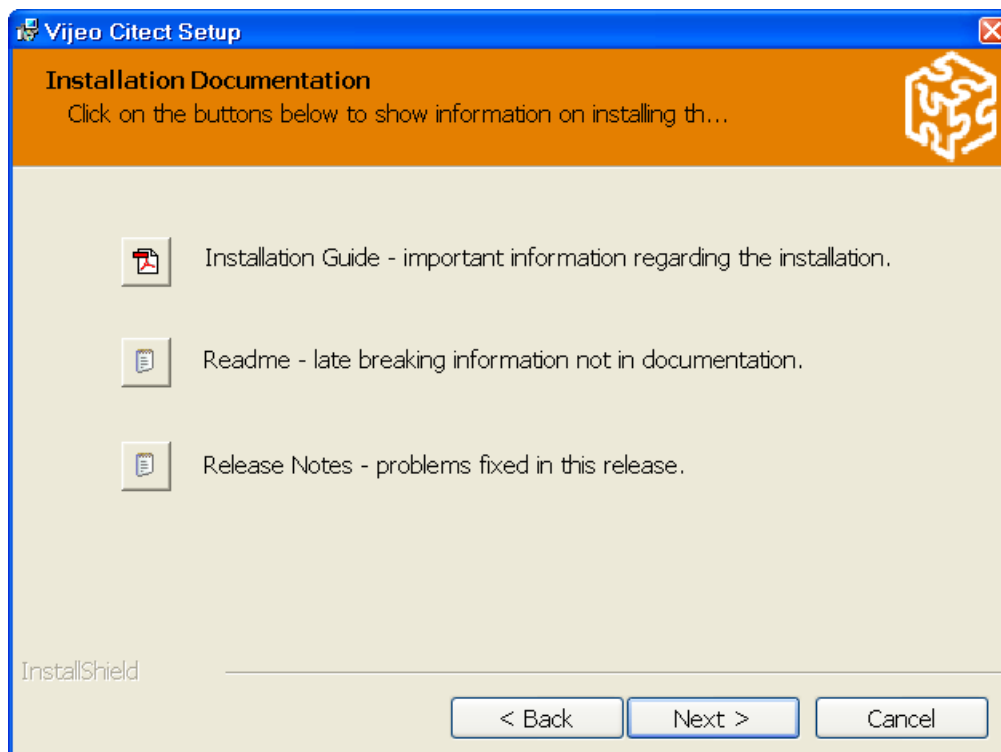 Vijeo Citect Setup
Installation Documentation
Click on the buttons below to show information on installing th...
Installation Guide - important information regarding the installation.
Readme - late breaking information not in documentation.
Release Notes - problems fixed in this release.
InstallShield
< Back
Next >
Cancel